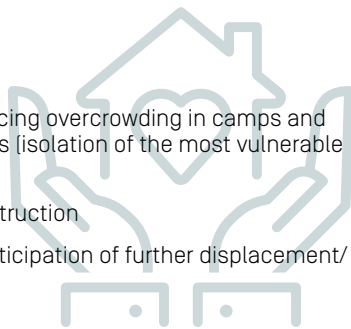 cing overcrowding in camps and
s (isolation of the most vulnerable
truction
ticipation of further displacement/